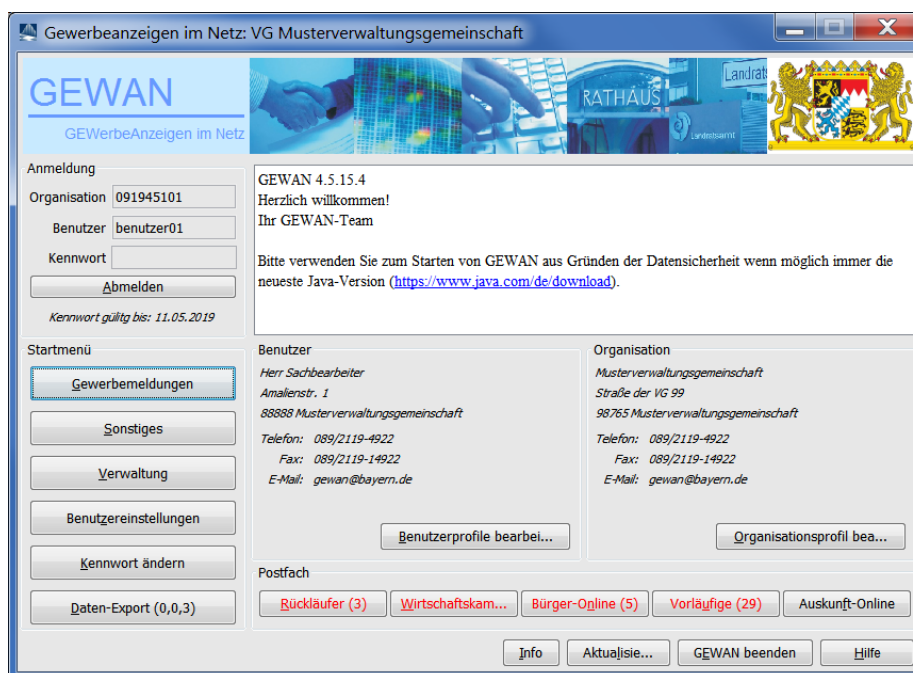 Gewerbeanzeigen im Netz: VG Musterverwaltungsgemeinschaft
GEWAN
GEWerbeAnzeigen im Netz
RATHAUS
Landrats
Landratsamt
Anmeldung
Organisation 091945101
Benutzer benutzer01
Kennwort
Abmelden
Kennwort gültig bis: 11.05.2019
GEWAN 4.5.15.4
Herzlich willkommen!
Ihr GEWAN-Team
Bitte verwenden Sie zum Starten von GEWAN aus Gründen der Datensicherheit wenn möglich immer die
neueste Java-Version (https://www.java.com/de/download).
Startmenü
Gewerbemeldungen
Sonstiges
Verwaltung
Benutzereinstellungen
Kennwort ändern
Daten-Export (0,0,3)
Benutzer
Herr Sachbearbeiter
Amalienstr. 1
88888 Musterverwaltungsgemeinschaft
Telefon: 089/2119-4922
Fax: 089/2119-14922
E-Mail: gewan@bayern.de
Benutzerprofile bearbei...
Organisation
Musterverwaltungsgemeinschaft
Straße der VG 99
98765 Musterverwaltungsgemeinschaft
Telefon: 089/2119-4922
Fax: 089/2119-14922
E-Mail: gewan@bayern.de
Organisationsprofil bea...
Postfach
Rückläufer (3)
Wirtschaftskam...
Bürger-Online (5)
Vorläufige (29)
Auskunft-Online
Info
Aktualisie...
GEWAN beenden
Hilfe